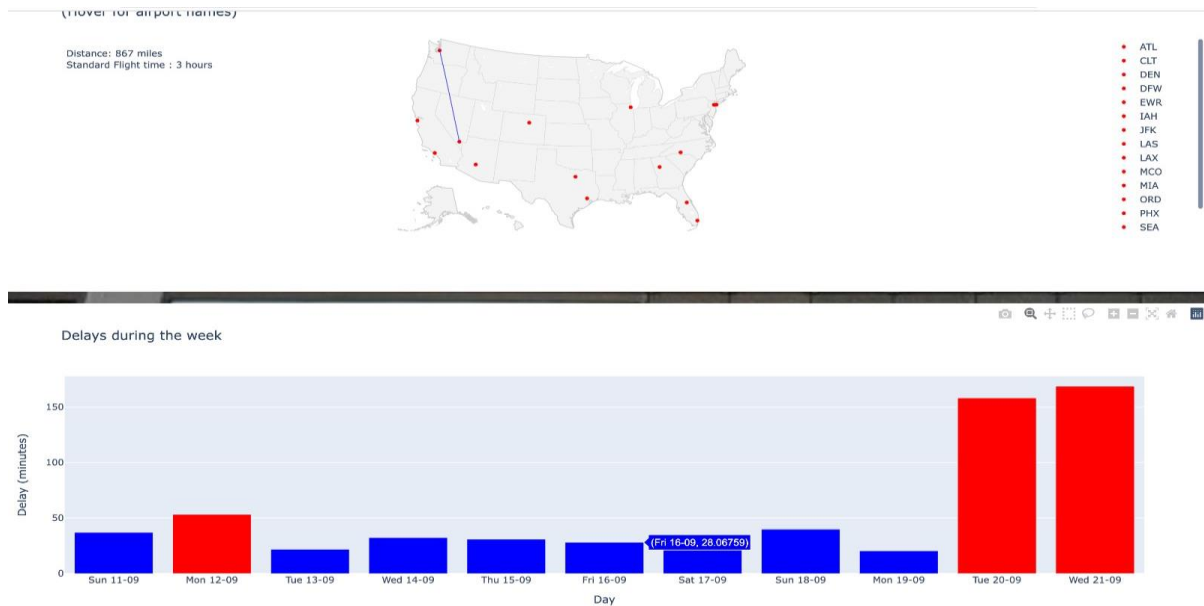 (Hover for airport names)
Distance: 867 miles
Standard Flight time : 3 hours
ATL
CLT
DEN
DFW
EWR
IAH
JFK
LAS
LAX
MCO
MIA
ORD
PHX
SEA
Delays during the week
Delay (minutes)
150
100
50
0
(Fri 16-09, 28.06759)
Sun 11-09 Mon 12-09 Tue 13-09 Wed 14-09 Thu 15-09 Fri 16-09 Sat 17-09 Sun 18-09 Mon 19-09 Tue 20-09 Wed 21-09
Day